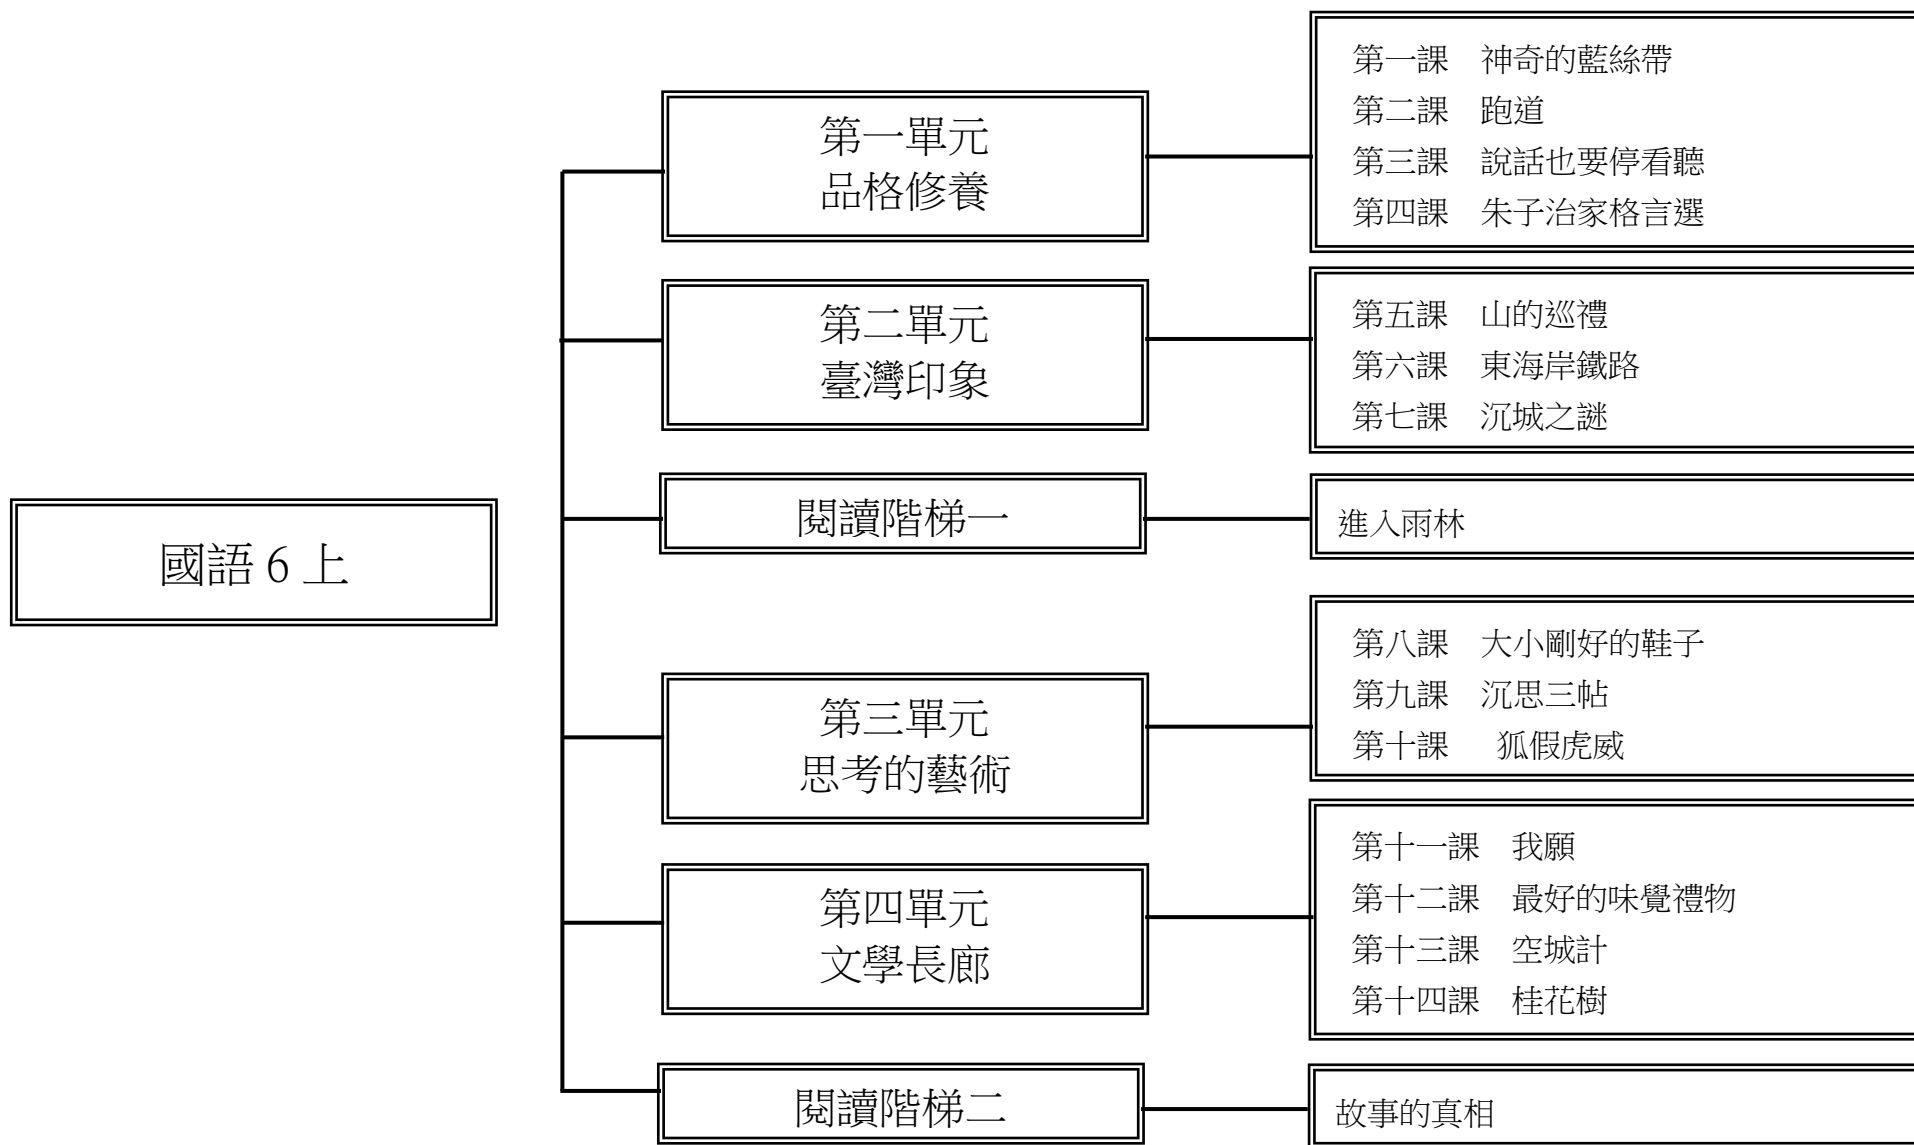 國語 6 上
第一單元
品格修養
第一課　神奇的藍絲帶
第二課　跑道
第三課　說話也要停看聽
第四課　朱子治家格言選
第二單元
臺灣印象
第五課　山的巡禮
第六課　東海岸鐵路
第七課　沉城之謎
閱讀階梯一
進入雨林
第三單元
思考的藝術
第八課　大小剛好的鞋子
第九課　沉思三帖
第十課　狐假虎威
第四單元
文學長廊
第十一課　我願
第十二課　最好的味覺禮物
第十三課　空城計
第十四課　桂花樹
閱讀階梯二
故事的真相